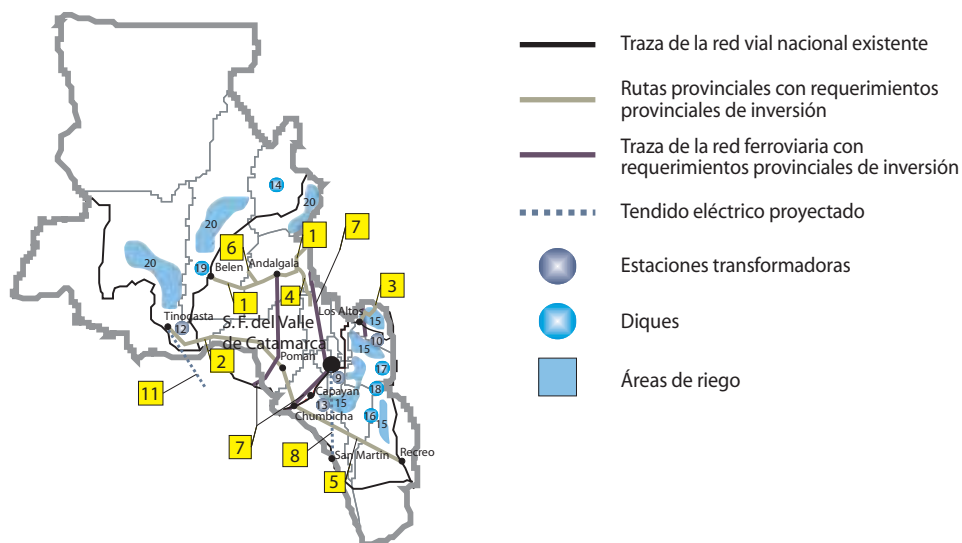 14
20
20
20
6
1
7
19
Belen
Andalgala
1
4
3
Los Altos
15
10
15
Tinogasta
12
S. F. del Valle
de Catamarca
2
Poman
9
17
18
11
Capayan
13
15
16
15
Chumbicha
7
8
San Martin
5
Recreo
Traza de la red vial nacional existente
Rutas provinciales con requerimientos
provinciales de inversión
Traza de la red ferroviaria con
requerimientos provinciales de inversión
Tendido eléctrico proyectado
Estaciones transformadoras
Diques
Áreas de riego